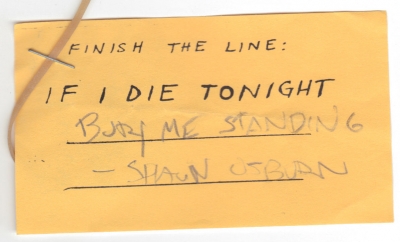 FINISH THE LINE:
IF I DIE TONIGHT
BURY ME STANDING
- SHAUN OSBURN